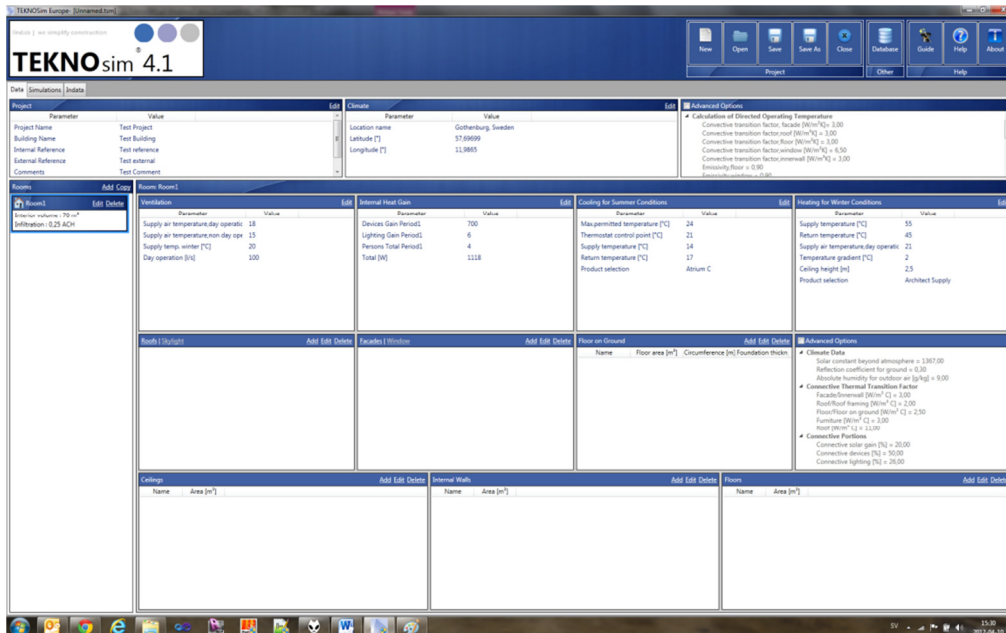 TEKNOSim Europe- [Unnamed.tsm]
lindab | we simplify construction
TEKNOsim® 4.1
New Open Save Save As Close Database Guide Help About
Project Other Help
Data Simulations Indata
Project Edit
Parameter Value
Project Name Test Project
Building Name Test Building
Internal Reference Test reference
External Reference Test external
Comments Test Comment
Climate Edit
Parameter Value
Location name Gothenburg, Sweden
Latitude [°] 57,69699
Longitude [°] 11,9865
Advanced Options
Calculation of Directed Operating Temperature
Convective transition factor, facade [W/m²K]= 3,00
Convective transition factor,roof [W/m²K] = 3,00
Convective transition factor,floor [W/m²K] = 3,00
Convective transition factor,window [W/m²K] = 6,50
Convective transition factor,innerwall [W/m²K] = 3,00
Emissivity,floor = 0,90
Emissivity,window = 0,90
Rooms Add Copy
Room1 Edit Delete
Interior volume : 70 m³
Infiltration : 0,25 ACH
Room: Room1
Ventilation Edit
Parameter Value
Supply air temperature,day operatic 18
Supply air temperature,non day ope 15
Supply temp. winter [°C] 20
Day operation [l/s] 100
Internal Heat Gain Edit
Parameter Value
Devices Gain Period1 700
Lighting Gain Period1 6
Persons Total Period1 4
Total [W] 1118
Cooling for Summer Conditions Edit
Parameter Value
Max.permitted temperature [°C] 24
Thermostat control point [°C] 21
Supply temperature [°C] 14
Return temperature [°C] 17
Product selection Atrium C
Heating for Winter Conditions Edit
Parameter Value
Supply temperature [°C] 55
Return temperature [°C] 45
Supply air temperature,day operatic 21
Temperature gradient [°C] 2
Ceiling height [m] 2,5
Product selection Architect Supply
Roofs | Skylight Add Edit Delete
Facades | Window Add Edit Delete
Floor on Ground Add Edit Delete
Name Floor area [m²] Circumference [m] Foundation thickn
Advanced Options
Climate Data
Solar constant beyond atmosphere = 1367,00
Reflection coefficient for ground = 0,30
Absolute humidity for outdoor air [g/kg] = 9,00
Connective Thermal Transition Factor
Facade/Innerwall [W/m² C] = 3,00
Roof/Roof framing [W/m² C] = 2,00
Floor/Floor on ground [W/m² C] = 2,50
Furniture [W/m² C] = 3,00
Roof [W/m² C] = 11,00
Connective Portions
Connective solar gain [%] = 20,00
Connective devices [%] = 50,00
Connective lighting [%] = 26,00
Ceilings Add Edit Delete
Name Area [m²]
Internal Walls Add Edit Delete
Name Area [m²]
Floors Add Edit Delete
Name Area [m²]
SV
15:30